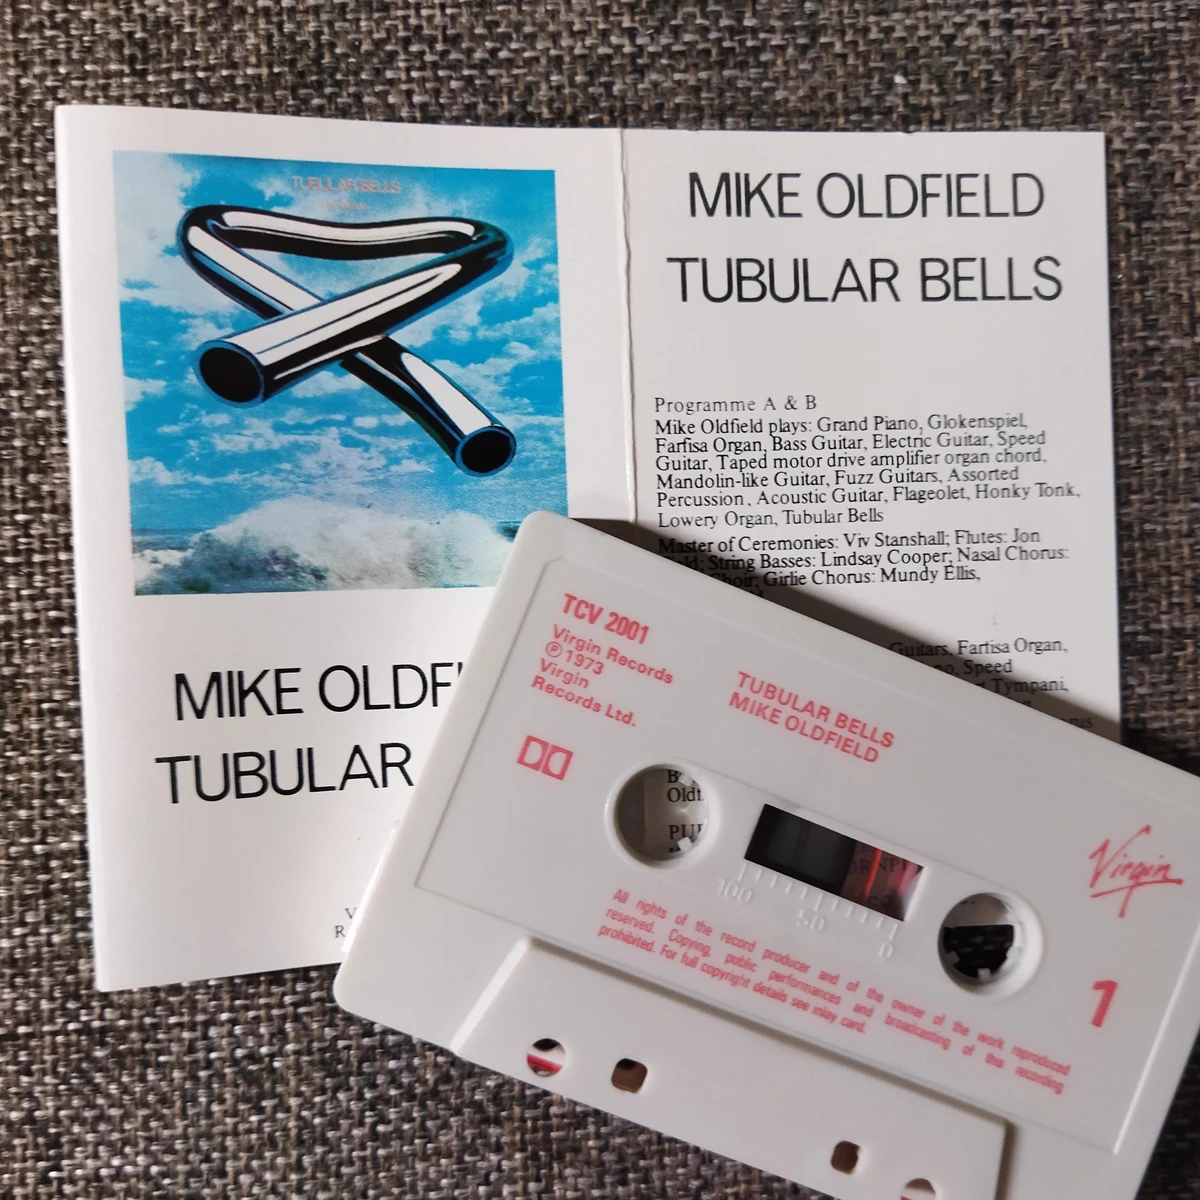 TUBULAR BELLS
MIKE OLDFIELD
TUBULAR
MIKE OLDFIELD
TUBULAR BELLS
Programme A & B
Mike Oldfield plays: Grand Piano, Glokenspiel,
Farfisa Organ, Bass Guitar, Electric Guitar, Speed
Guitar, Taped motor drive amplifier organ chord,
Mandolin-like Guitar, Fuzz Guitars, Assorted
Percussion, Acoustic Guitar, Flageolet, Honky Tonk,
Lowery Organ, Tubular Bells
Master of Ceremonies: Viv Stanshall; Flutes: Jon
String Basses: Lindsay Cooper; Nasal Chorus:
Girlie Chorus: Mundy Ellis,
Guitars, Farfisa Organ,
Speed
Tympani,
TCV 2001
Virgin Records
Ⓟ 1973
Virgin
Records Ltd.
TUBULAR BELLS
MIKE OLDFIELD
Virgin
1
100 50 0
All rights of the record producer and of the owner of the work reproduced
reserved. Copying, public performances and broadcasting of this recording
prohibited. For full copyright details see inlay card.